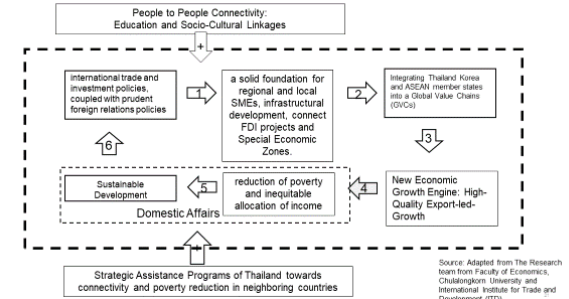 People to People Connectivity:
Education and Socio-Cultural Linkages
+
international trade and
investment policies,
coupled with prudent
foreign relations policies
1
a solid foundation for
regional and local
SMEs, infrastructural
development, connect
FDI projects and
Special Economic
Zones.
2
Integrating Thailand Korea
and ASEAN member states
into a Global Value Chains
(GVCs)
3
New Economic
Growth Engine: High-
Quality Export-led-
Growth
4
reduction of poverty
and inequitable
allocation of income
5
Sustainable
Development
6
Domestic Affairs
+
Strategic Assistance Programs of Thailand towards
connectivity and poverty reduction in neighboring countries
Source: Adapted from The Research
team from Faculty of Economics,
Chulalongkorn University and
International Institute for Trade and
Development (ITD)